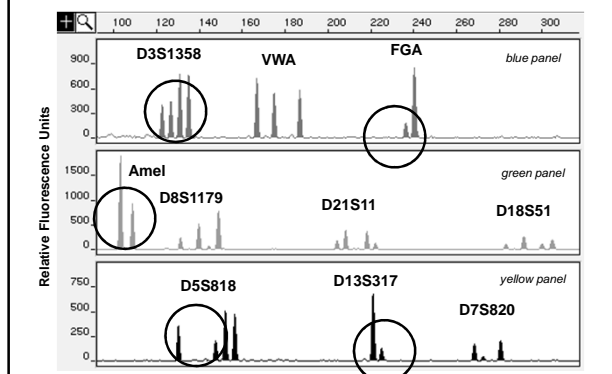 100 120 140 160 180 200 220 240 260 280 300
D3S1358 VWA FGA blue panel
900
600
300
0
Relative Fluorescence Units
Amel D8S1179 D21S11 D18S51 green panel
1500
1000
500
0
D5S818 D13S317 D7S820 yellow panel
750
500
250
0